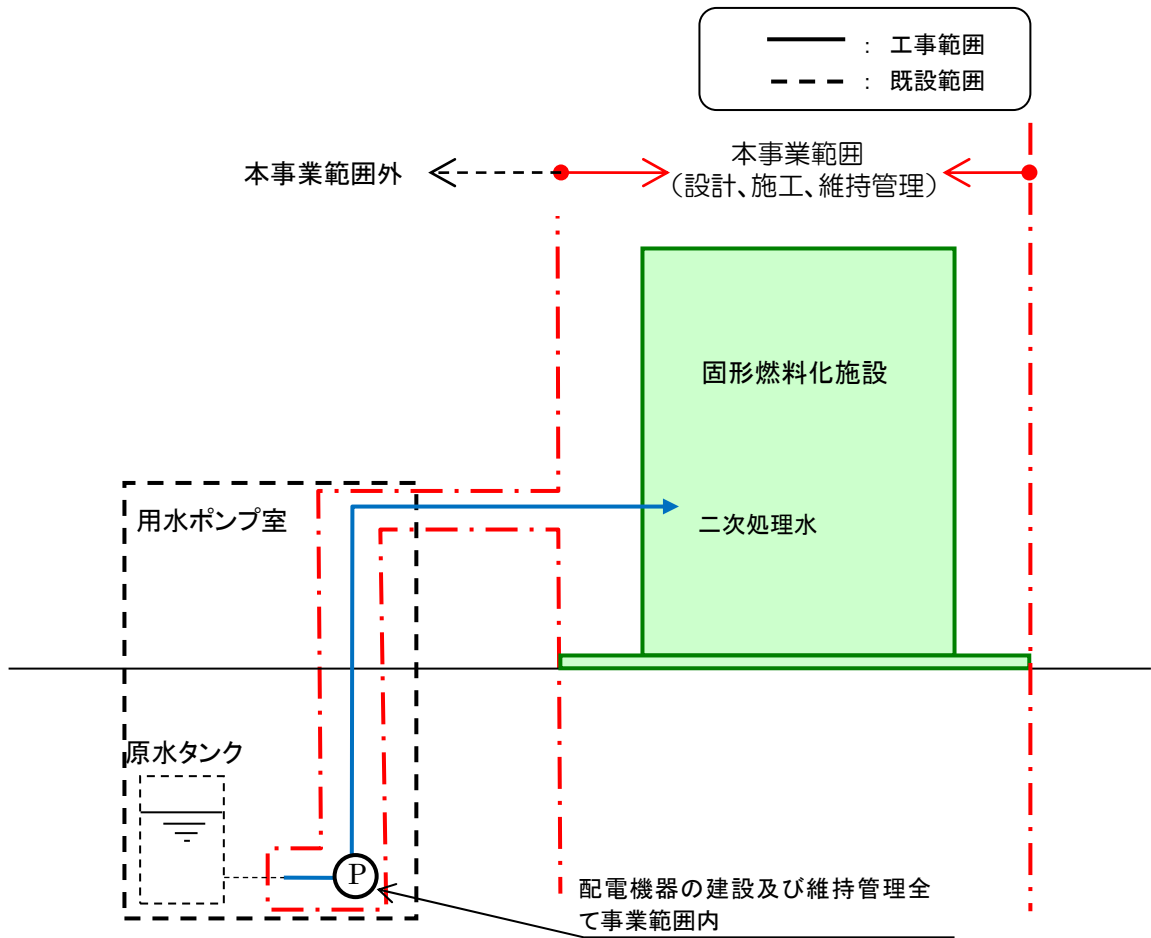 ： 工事範囲
： 既設範囲
本事業範囲外
本事業範囲
（設計、施工、維持管理）
固形燃料化施設
用水ポンプ室
二次処理水
原水タンク
P
配電機器の建設及び維持管理全
て事業範囲内